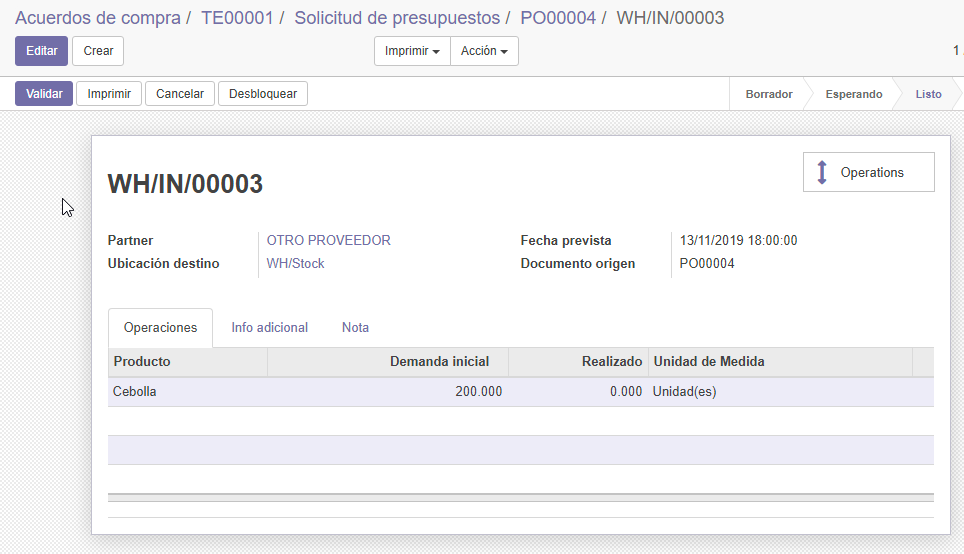 Acuerdos de compra / TE00001 / Solicitud de presupuestos / PO00004 / WH/IN/00003
Editar Crear Imprimir Acción 1
Validar Imprimir Cancelar Desbloquear Borrador Esperando Listo
Operations
WH/IN/00003
Partner OTRO PROVEEDOR Fecha prevista 13/11/2019 18:00:00
Ubicación destino WH/Stock Documento origen PO00004
Operaciones Info adicional Nota
Producto Demanda inicial Realizado Unidad de Medida
Cebolla 200.000 0.000 Unidad(es)